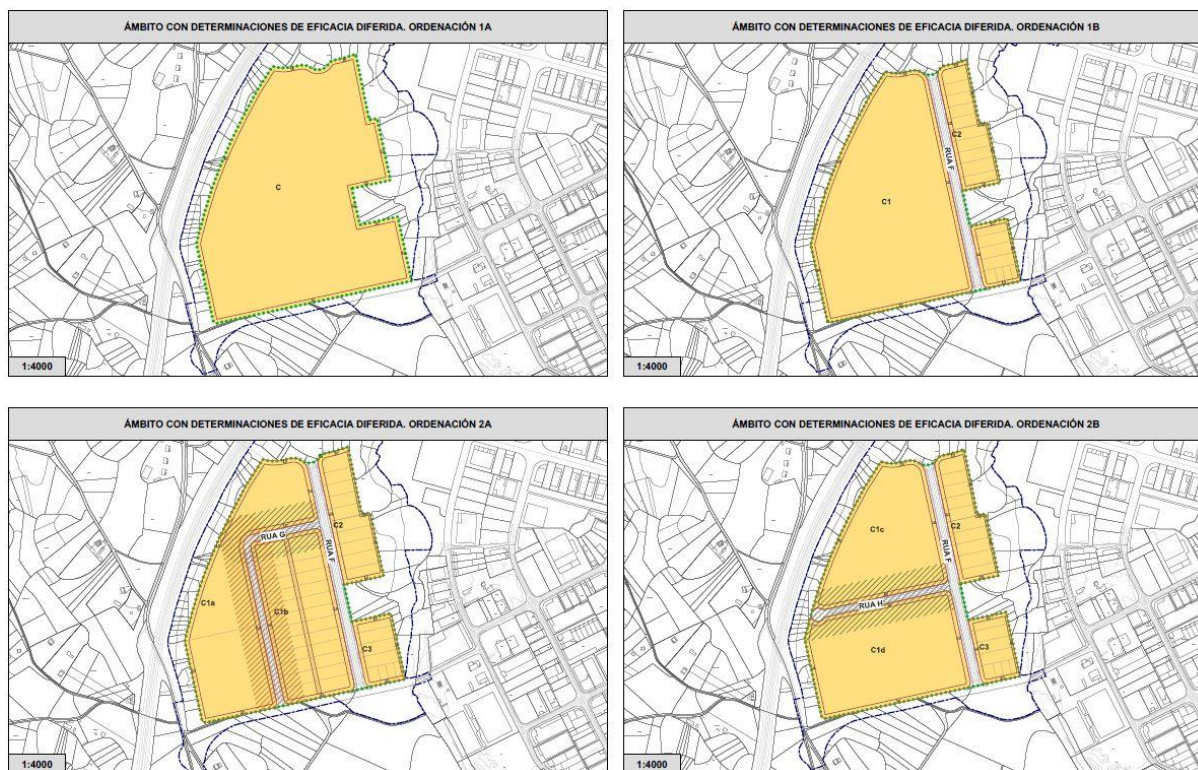 ÁMBITO CON DETERMINACIONES DE EFICACIA DIFERIDA. ORDENACIÓN 1A
C
1:4000
ÁMBITO CON DETERMINACIONES DE EFICACIA DIFERIDA. ORDENACIÓN 1B
C2
RUA F
C1
1:4000
ÁMBITO CON DETERMINACIONES DE EFICACIA DIFERIDA. ORDENACIÓN 2A
C2
RUA G
RUA F
C1a
C1b
C3
1:4000
ÁMBITO CON DETERMINACIONES DE EFICACIA DIFERIDA. ORDENACIÓN 2B
C1c
C2
RUA F
RUA H
C1d
C3
1:4000